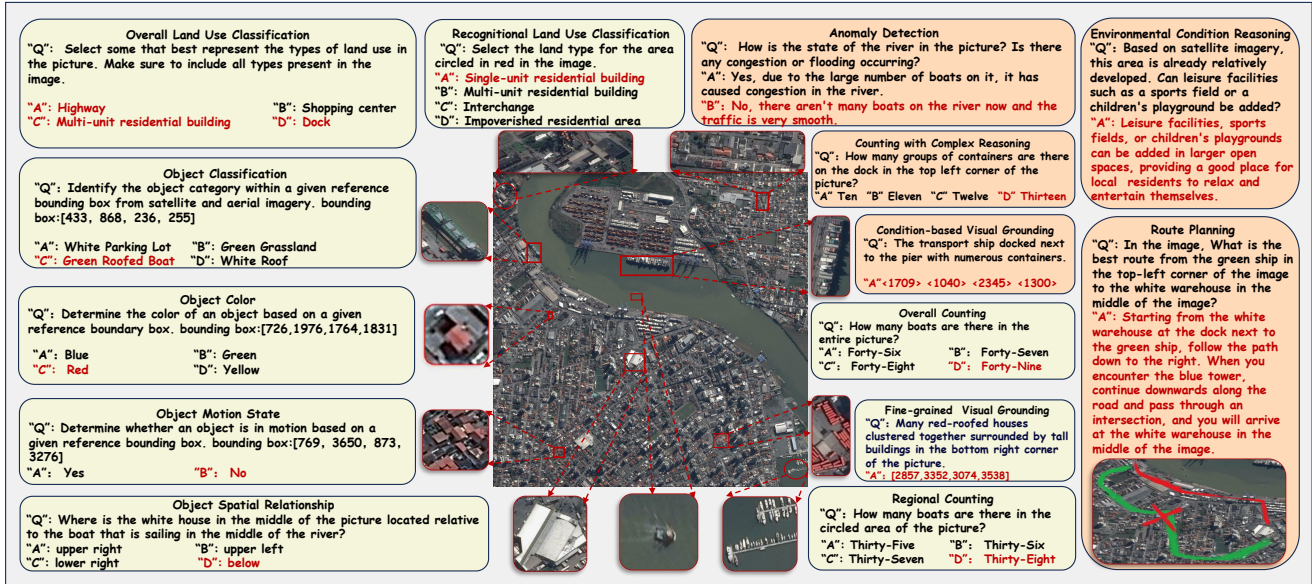 Overall Land Use Classification
“Q”: Select some that best represent the types of land use in
the picture. Make sure to include all types present in the
image.
“A”: Highway “B”: Shopping center
“C”: Multi-unit residential building “D”: Dock
Object Classification
“Q”: Identify the object category within a given reference
bounding box from satellite and aerial imagery. bounding
box:[433, 868, 236, 255]
“A”: White Parking Lot “B”: Green Grassland
“C”: Green Roofed Boat “D”: White Roof
Object Color
“Q”: Determine the color of an object based on a given
reference boundary box. bounding box:[726,1976,1764,1831]
“A”: Blue “B”: Green
“C”: Red “D”: Yellow
Object Motion State
“Q”: Determine whether an object is in motion based on a
given reference bounding box. bounding box:[769, 3650, 873,
3276]
“A”: Yes “B”: No
Object Spatial Relationship
“Q”: Where is the white house in the middle of the picture located relative
to the boat that is sailing in the middle of the river?
“A”: upper right “B”: upper left
“C”: lower right “D”: below
Recognitional Land Use Classification
“Q”: Select the land type for the area
circled in red in the image.
“A”: Single-unit residential building
“B”: Multi-unit residential building
“C”: Interchange
“D”: Impoverished residential area
Anomaly Detection
“Q”: How is the state of the river in the picture? Is there
any congestion or flooding occurring?
“A”: Yes, due to the large number of boats on it, it has
caused congestion in the river.
“B”: No, there aren't many boats on the river now and the
traffic is very smooth.
Counting with Complex Reasoning
“Q”: How many groups of containers are there
on the dock in the top left corner of the
picture?
“A” Ten “B” Eleven “C” Twelve “D” Thirteen
Condition-based Visual Grounding
“Q”: The transport ship docked next
to the pier with numerous containers.
“A”<1709> <1040> <2345> <1300>
Overall Counting
“Q”: How many boats are there in the
entire picture?
“A”: Forty-Six “B”: Forty-Seven
“C”: Forty-Eight “D”: Forty-Nine
Fine-grained Visual Grounding
“Q”: Many red-roofed houses
clustered together surrounded by tall
buildings in the bottom right corner
of the picture.
“A”: [2857,3352,3074,3538]
Regional Counting
“Q”: How many boats are there in the
circled area of the picture?
“A”: Thirty-Five “B”: Thirty-Six
“C”: Thirty-Seven “D”: Thirty-Eight
Environmental Condition Reasoning
“Q”: Based on satellite imagery,
this area is already relatively
developed. Can leisure facilities
such as a sports field or a
children's playground be added?
“A”: Leisure facilities, sports
fields, or children's playgrounds
can be added in larger open
spaces, providing a good place for
local residents to relax and
entertain themselves.
Route Planning
“Q”: In the image, What is the
best route from the green ship in
the top-left corner of the image
to the white warehouse in the
middle of the image?
“A”: Starting from the white
warehouse at the dock next to
the green ship, follow the path
down to the right. When you
encounter the blue tower,
continue downwards along the
road and pass through an
intersection, and you will arrive
at the white warehouse in the
middle of the image.